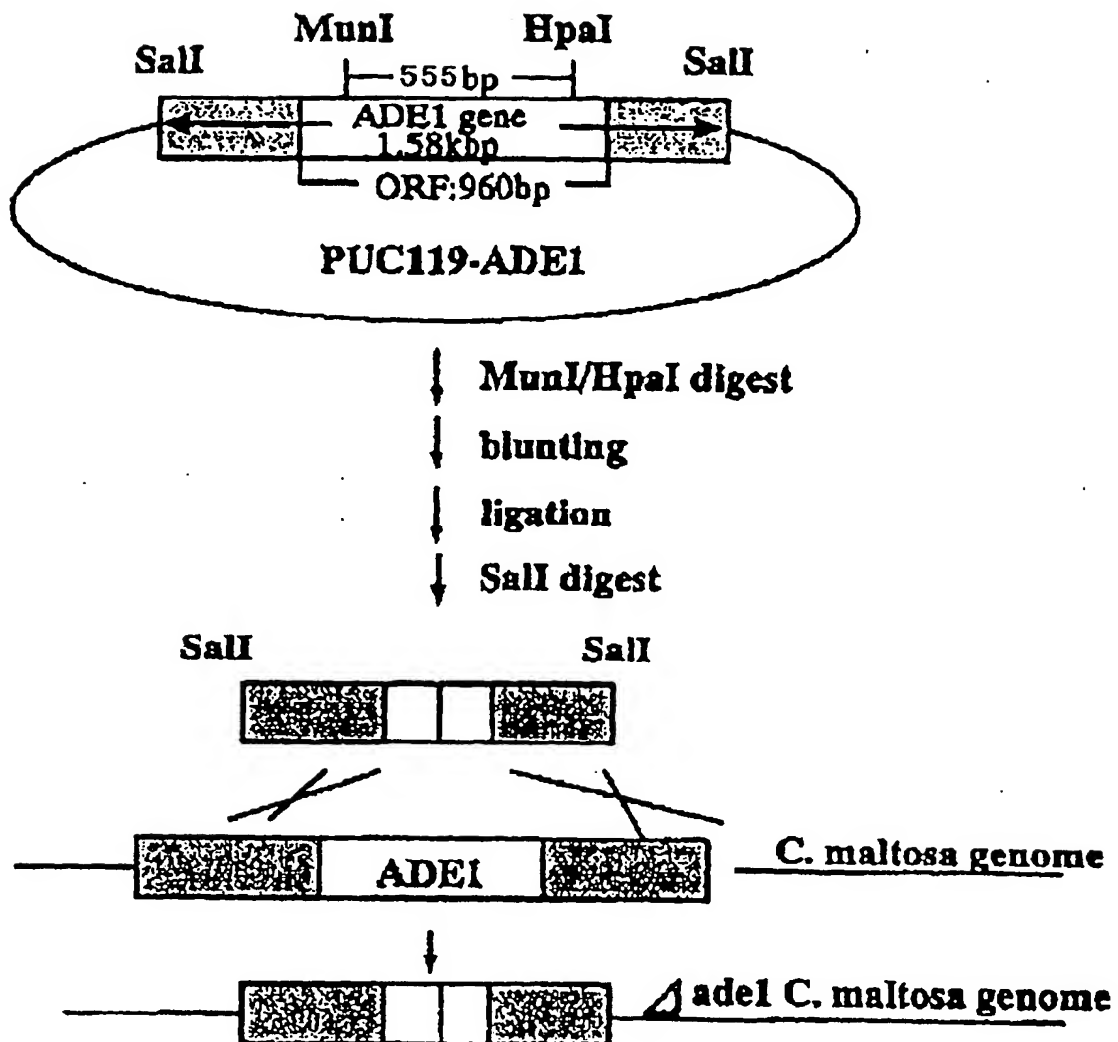 MunI HpaI
SalI SalI
555bp
ADE1 gene
1.58kbp
ORF:960bp
PUC119-ADE1
MunI/HpaI digest
blunting
ligation
SalI digest
SalI SalI
ADE1
C. maltosa genome
Δ ade1 C. maltosa genome